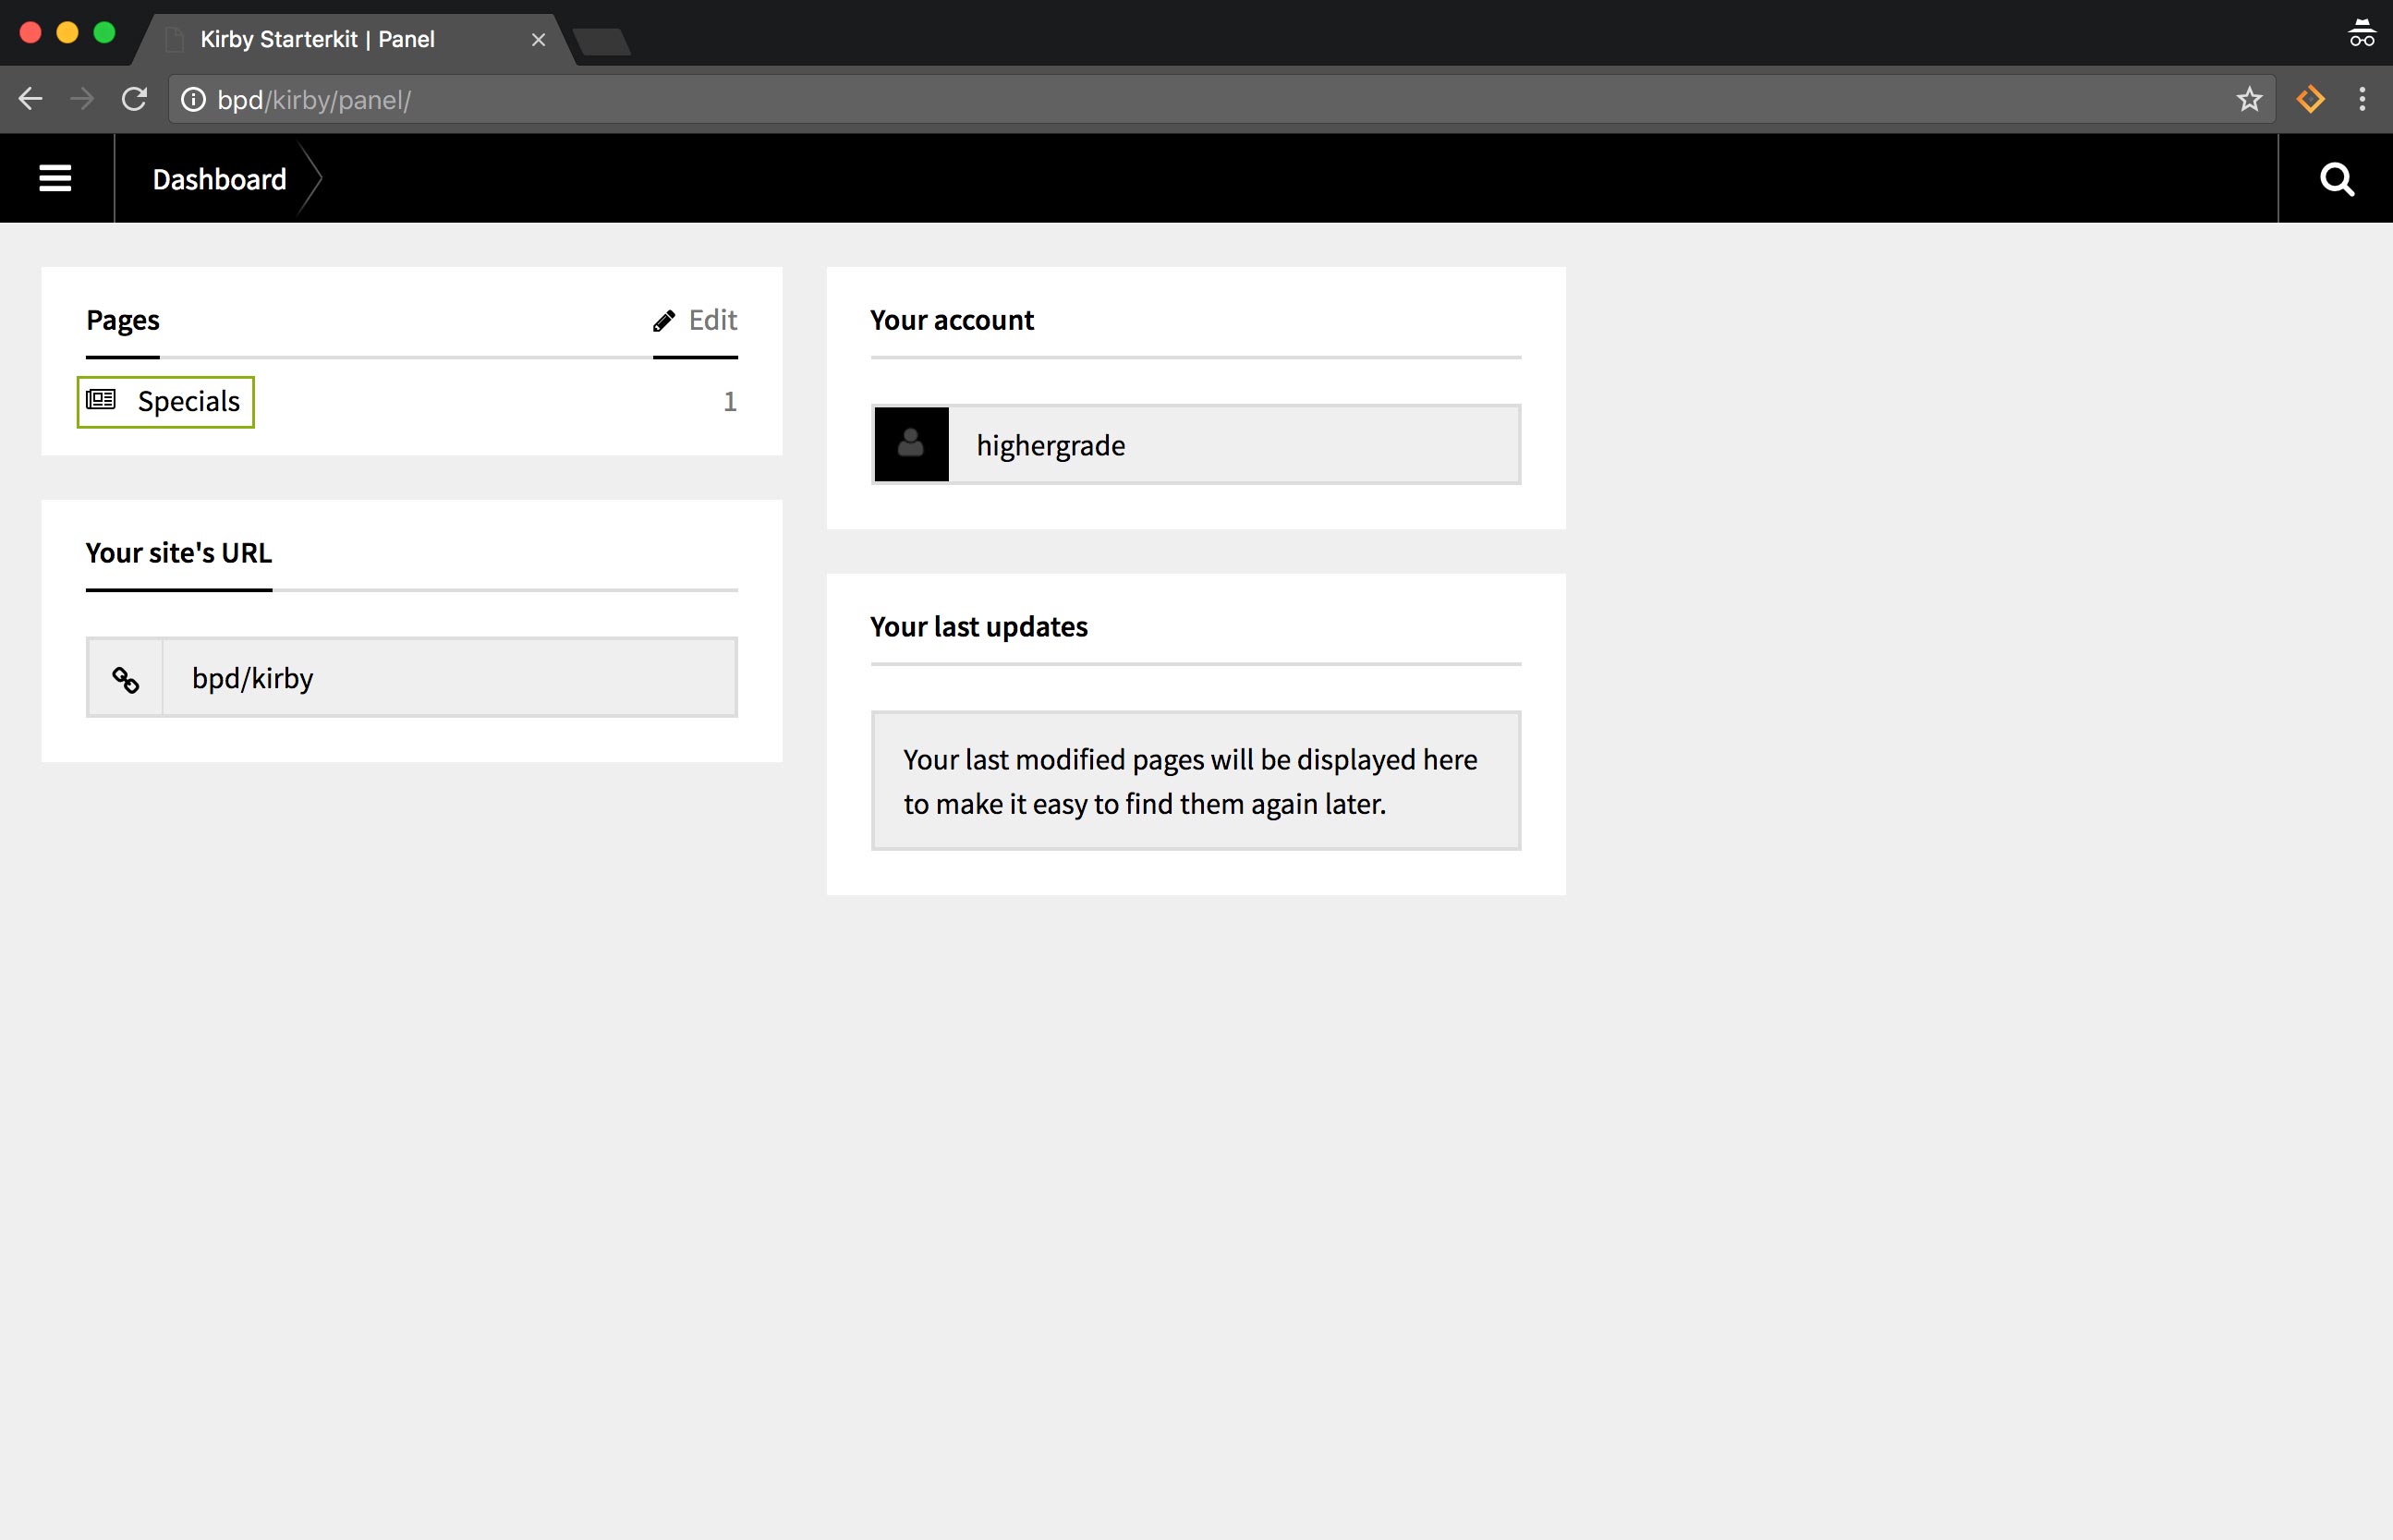 Kirby Starterkit | Panel
bpd/kirby/panel/
Dashboard
Pages
Edit
Specials
1
Your site's URL
bpd/kirby
Your account
highergrade
Your last updates
Your last modified pages will be displayed here
to make it easy to find them again later.